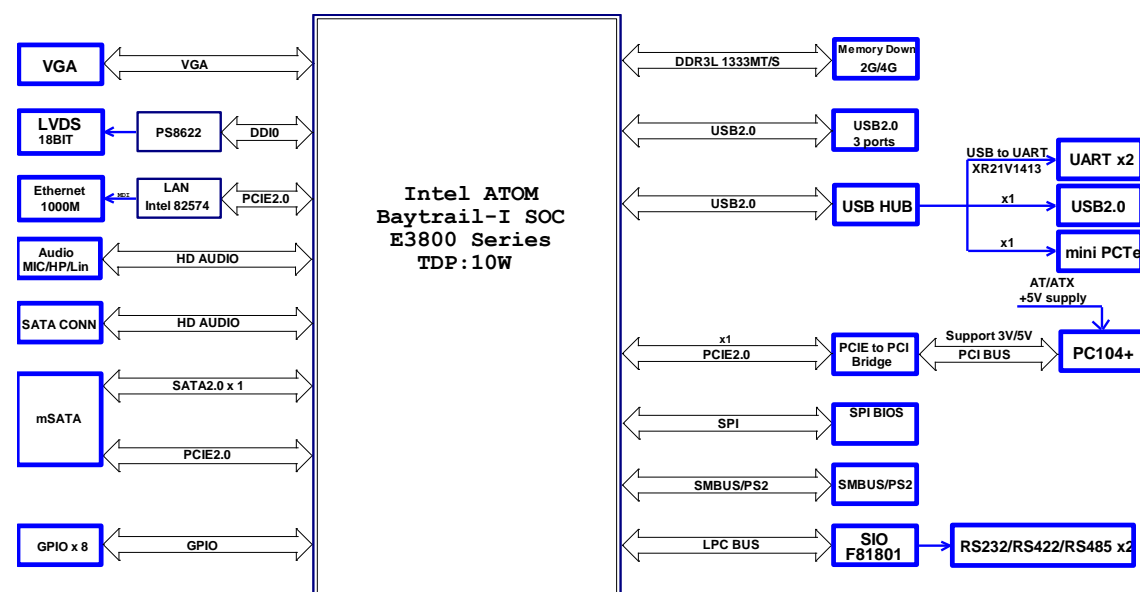 VGA
VGA
LVDS
18BIT
PS8622
DDI0
Ethernet
1000M
MDI
LAN
Intel 82574
PCIE2.0
Audio
MIC/HP/Lin
HD AUDIO
SATA CONN
HD AUDIO
mSATA
SATA2.0 x 1
PCIE2.0
GPIO x 8
GPIO
Intel ATOM
Baytrail-I SOC
E3800 Series
TDP:10W
DDR3L 1333MT/S
Memory Down
2G/4G
USB2.0
USB2.0
3 ports
USB2.0
USB HUB
USB to UART
XR21V1413
UART x2
x1
USB2.0
x1
mini PCTe
AT/ATX
+5V supply
x1
PCIE2.0
PCIE to PCI
Bridge
Support 3V/5V
PCI BUS
PC104+
SPI
SPI BIOS
SMBUS/PS2
SMBUS/PS2
LPC BUS
SIO
F81801
RS232/RS422/RS485 x2